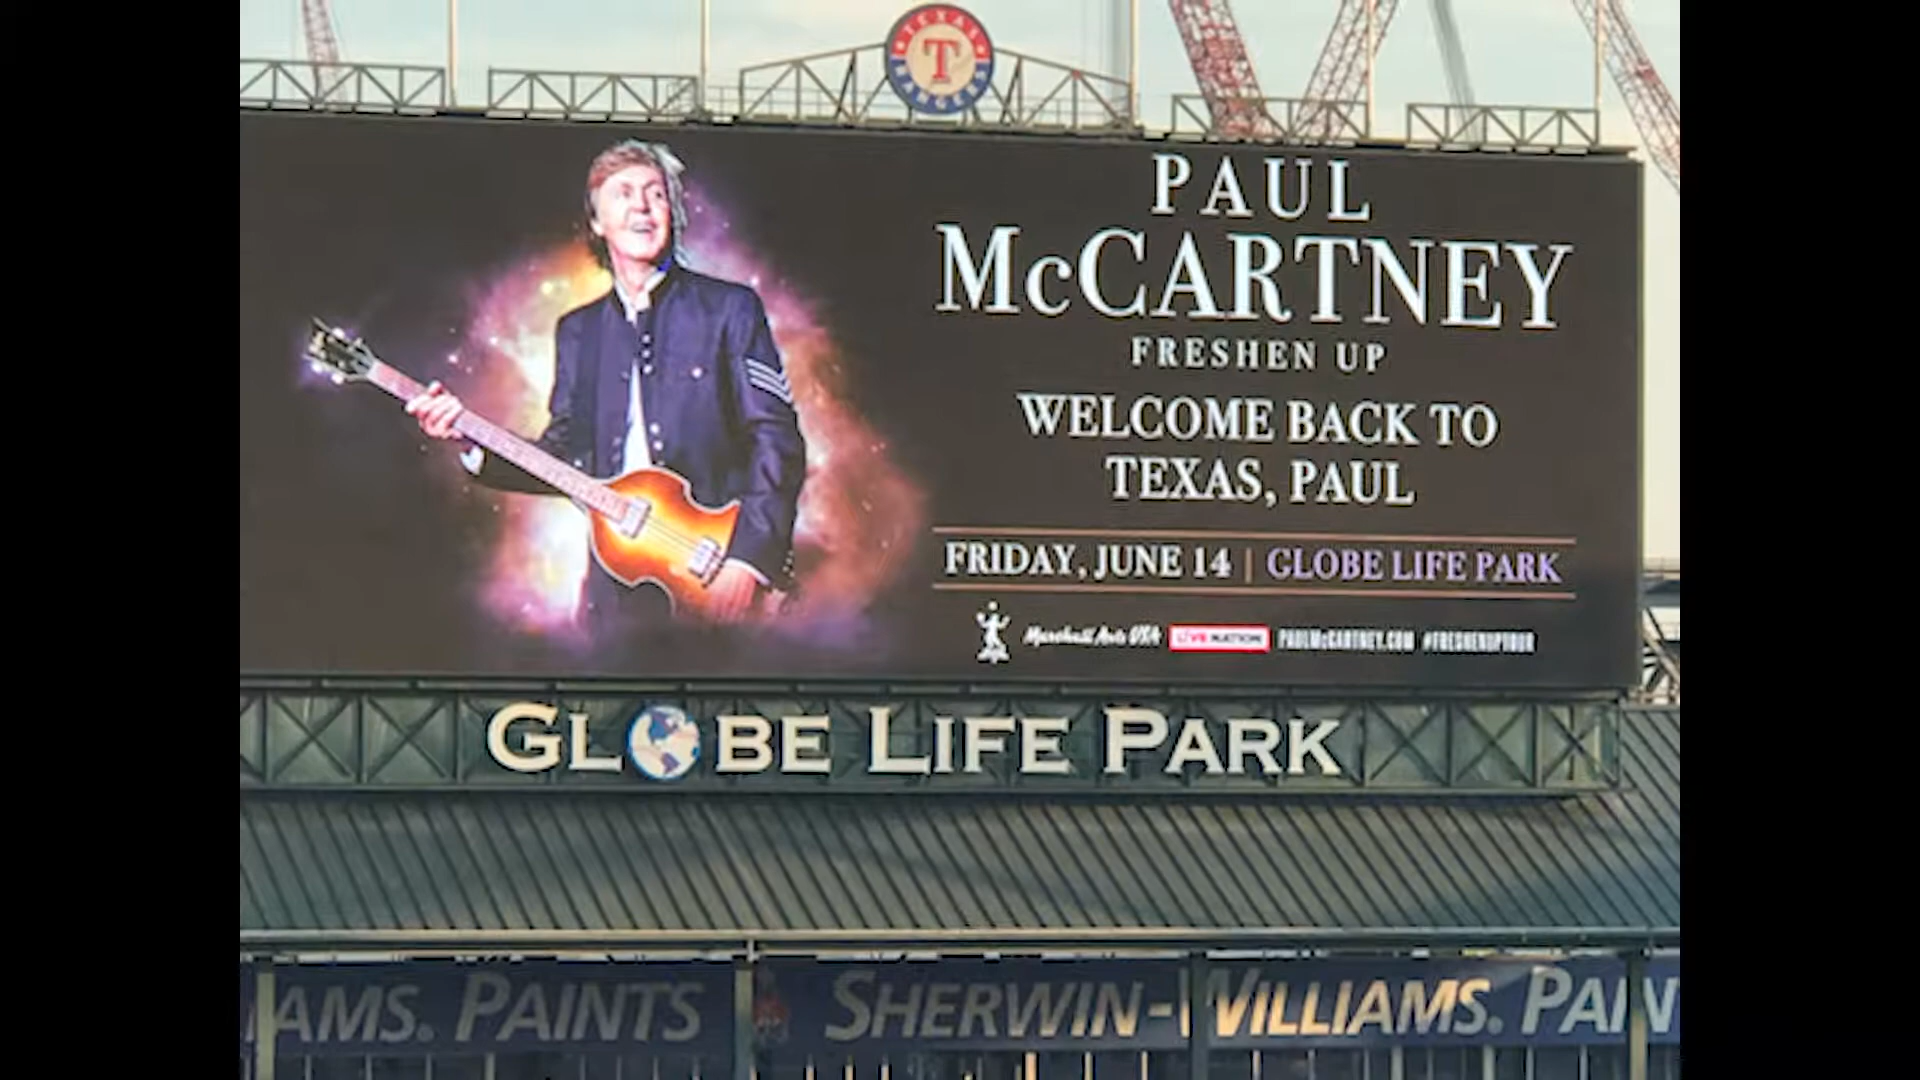 TEXAS
T
RANGERS
PAUL
McCARTNEY
FRESHEN UP
WELCOME BACK TO
TEXAS, PAUL
FRIDAY, JUNE 14 | GLOBE LIFE PARK
Marshall Arts USA LIVE NATION PAULMcCARTNEY.COM #FRESHENUPTOUR
GLOBE LIFE PARK
IAMS. PAINTS SHERWIN-WILLIAMS. PAIN